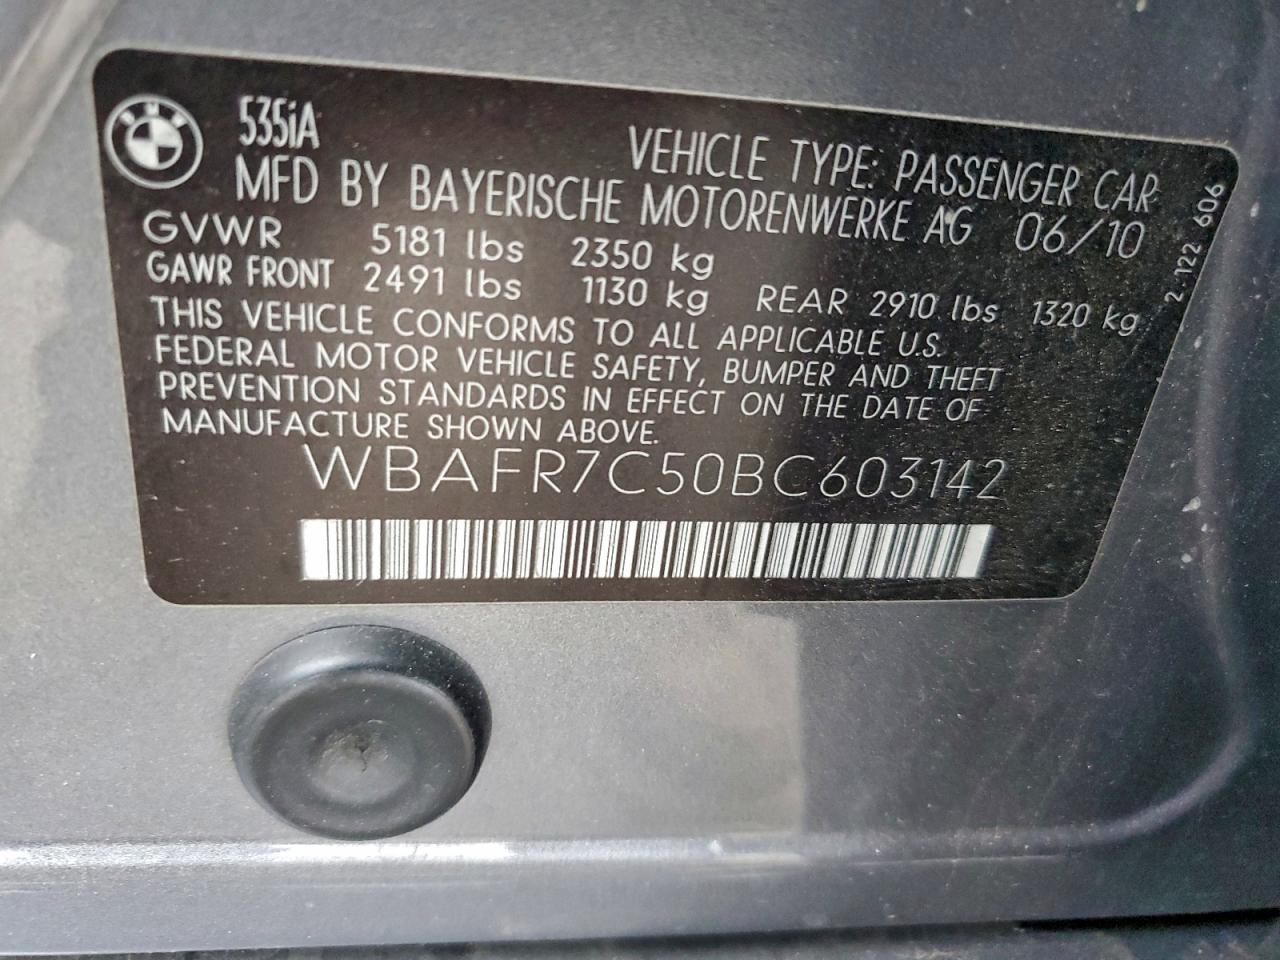 BMW
535iA
VEHICLE TYPE: PASSENGER CAR
MFD BY BAYERISCHE MOTORENWERKE AG 06/10
GVWR 5181 lbs 2350 kg
GAWR FRONT 2491 lbs 1130 kg REAR 2910 lbs 1320 kg
THIS VEHICLE CONFORMS TO ALL APPLICABLE U.S.
FEDERAL MOTOR VEHICLE SAFETY, BUMPER AND THEFT
PREVENTION STANDARDS IN EFFECT ON THE DATE OF
MANUFACTURE SHOWN ABOVE.
WBAFR7C50BC603142
2.122 606